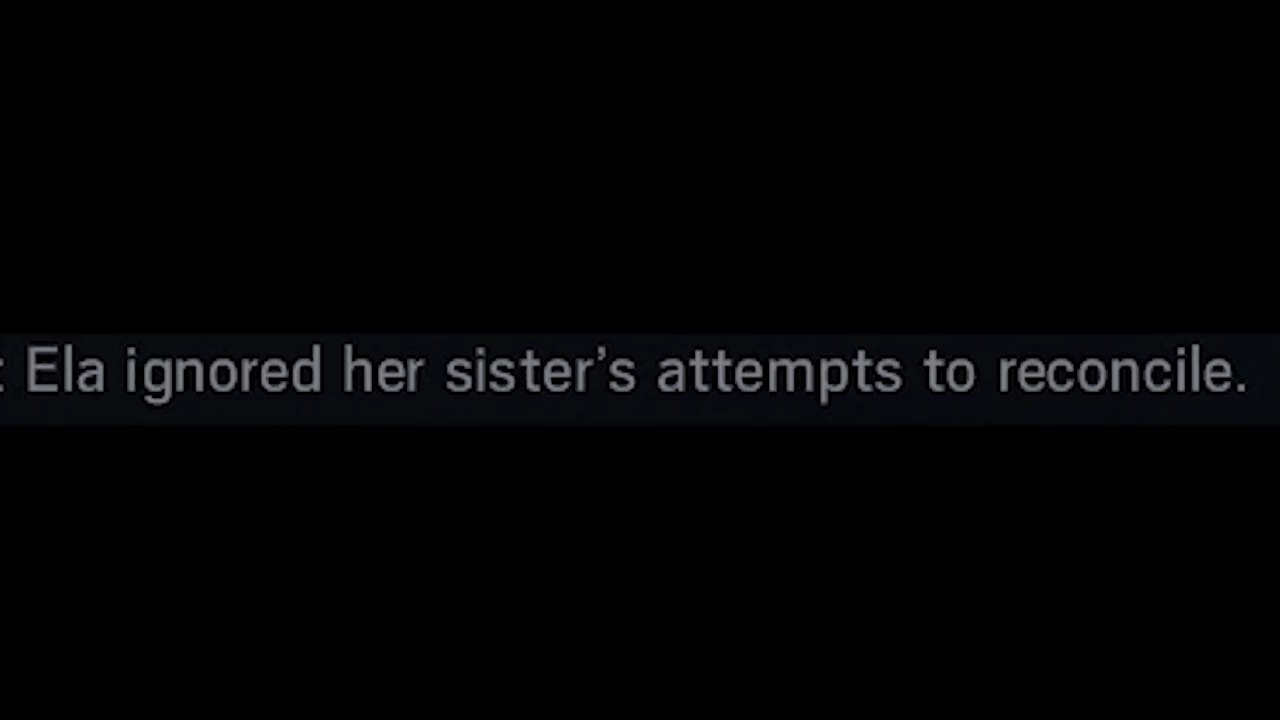 Ela ignored her sister’s attempts to reconcile.